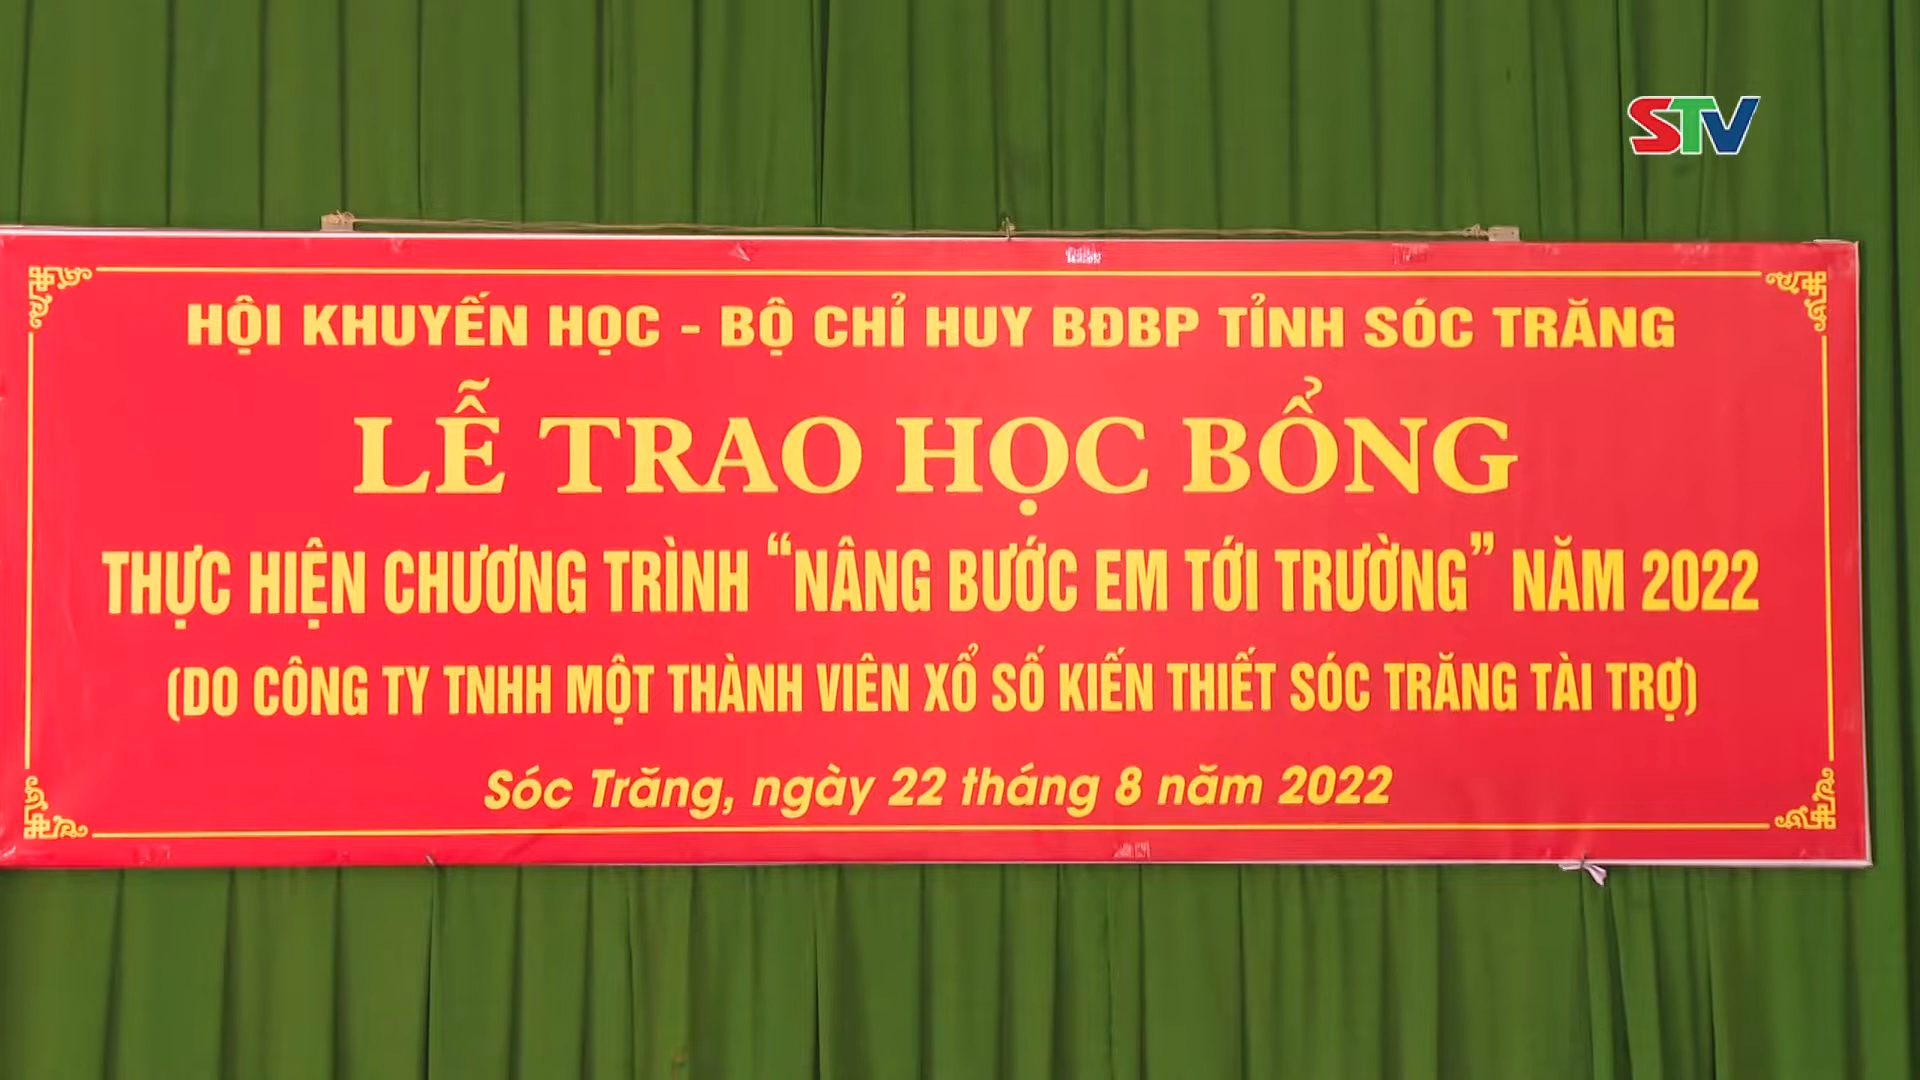 STV
HỘI KHUYẾN HỌC - BỘ CHỈ HUY BĐBP TỈNH SÓC TRĂNG
LỄ TRAO HỌC BỔNG
THỰC HIỆN CHƯƠNG TRÌNH “NÂNG BƯỚC EM TỚI TRƯỜNG” NĂM 2022
(DO CÔNG TY TNHH MỘT THÀNH VIÊN XỔ SỐ KIẾN THIẾT SÓC TRĂNG TÀI TRỢ)
Sóc Trăng, ngày 22 tháng 8 năm 2022